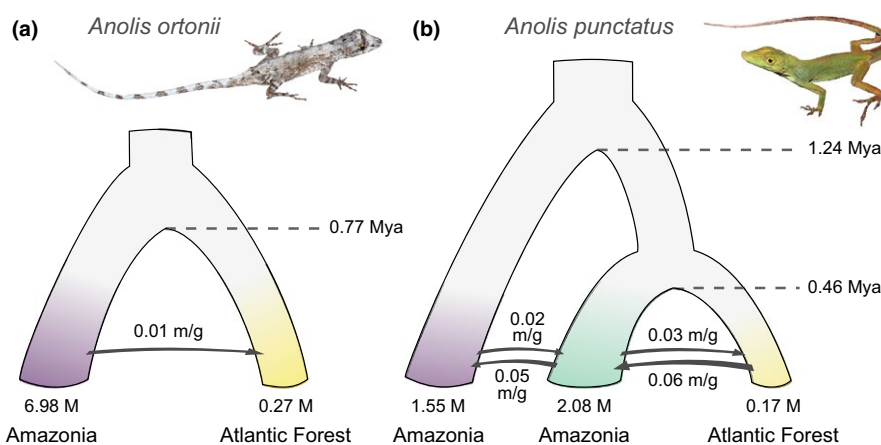 (a) Anolis ortonii
0.77 Mya
0.01 m/g
6.98 M
0.27 M
Amazonia
Atlantic Forest
(b) Anolis punctatus
1.24 Mya
0.46 Mya
0.02
m/g
0.03 m/g
0.05
m/g
0.06 m/g
1.55 M
2.08 M
0.17 M
Amazonia
Amazonia
Atlantic Forest